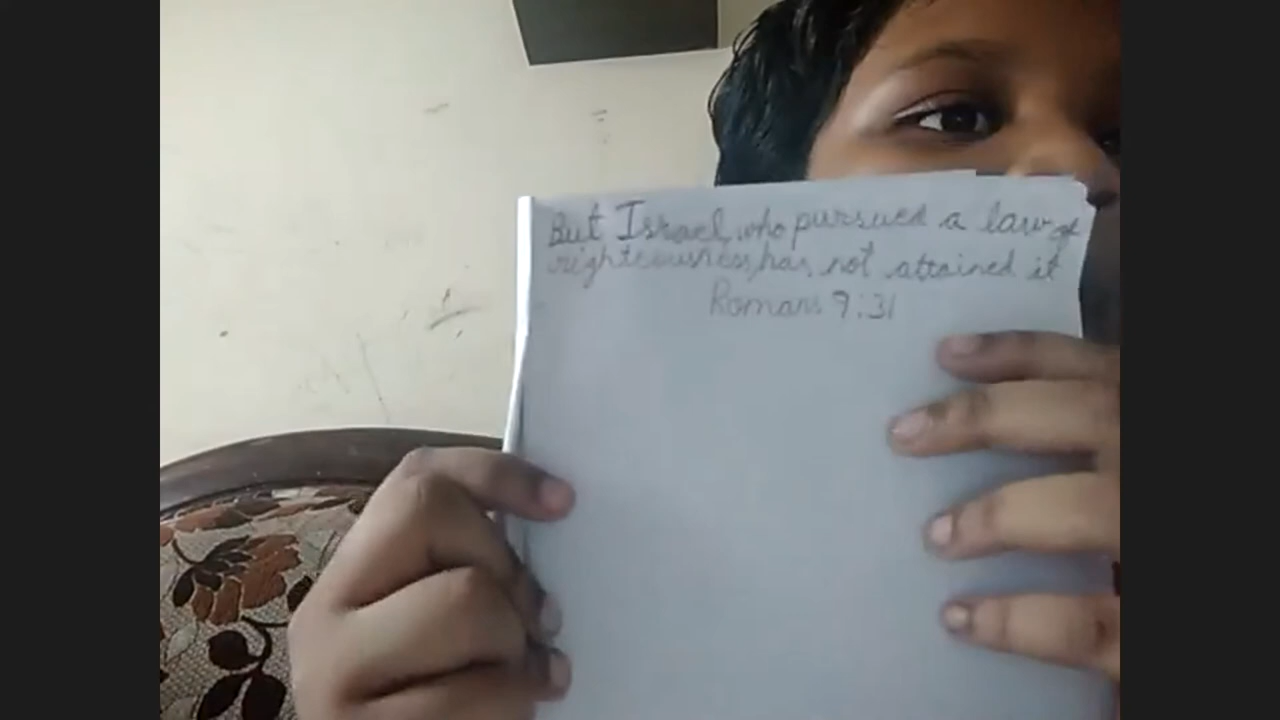 But Israel, who pursued a law of
righteousness, has not attained it
Romans 9:31